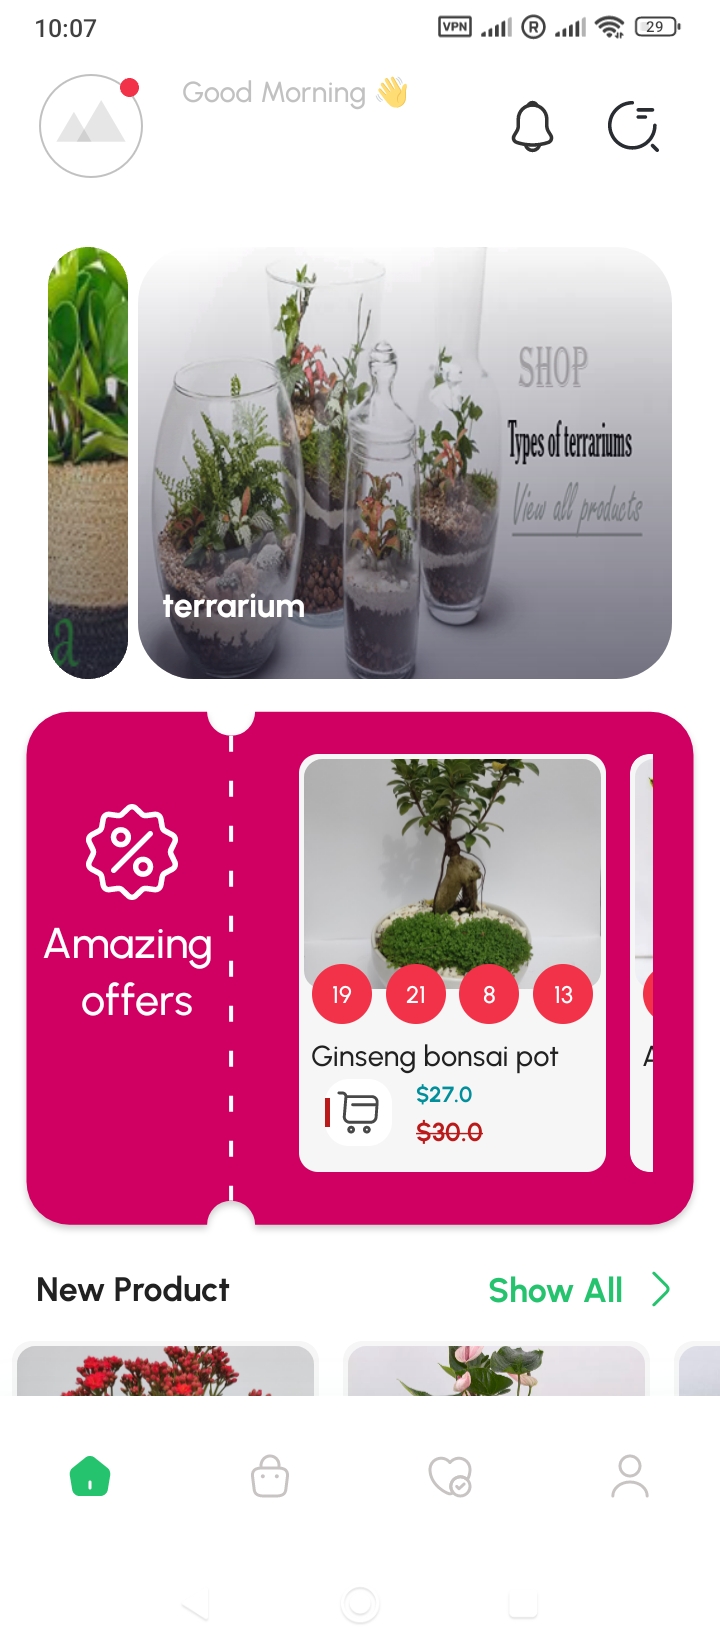 10:07
VPN
R
29
Good Morning 👋
SHOP
Types of terrariums
View all products
terrarium
a
Amazing
offers
19 21 8 13
Ginseng bonsai pot
A
$27.0
$30.0
New Product
Show All